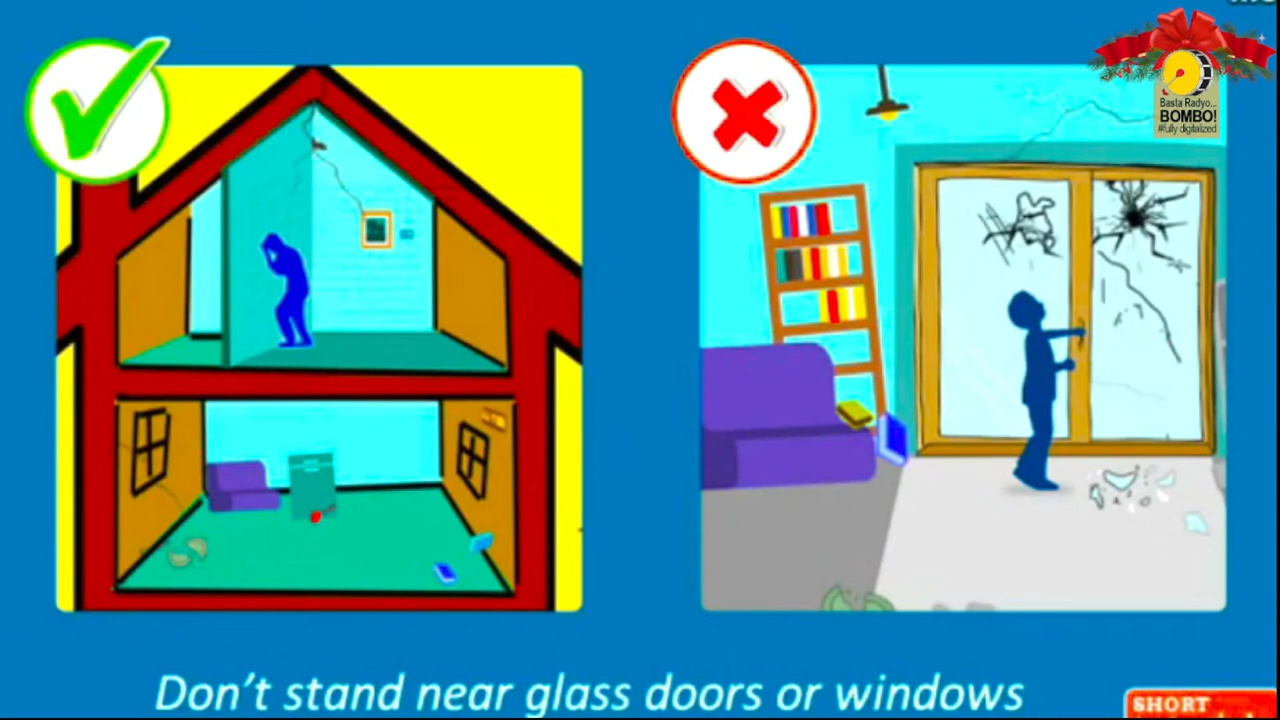 Basta Radyo...
BOMBO!
#fully digitalized
Don't stand near glass doors or windows
SHORT